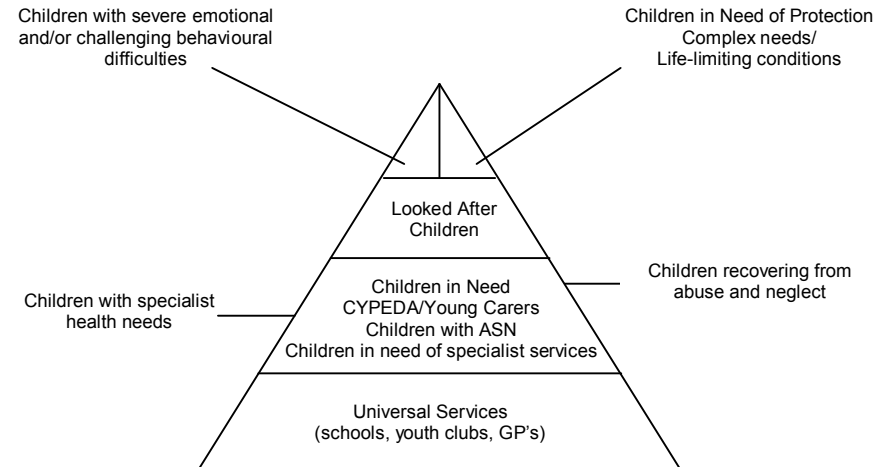 Children with severe emotional
and/or challenging behavioural
difficulties
Children in Need of Protection
Complex needs/
Life-limiting conditions
Looked After
Children
Children with specialist
health needs
Children in Need
CYPEDA/Young Carers
Children with ASN
Children in need of specialist services
Children recovering from
abuse and neglect
Universal Services
(schools, youth clubs, GP's)